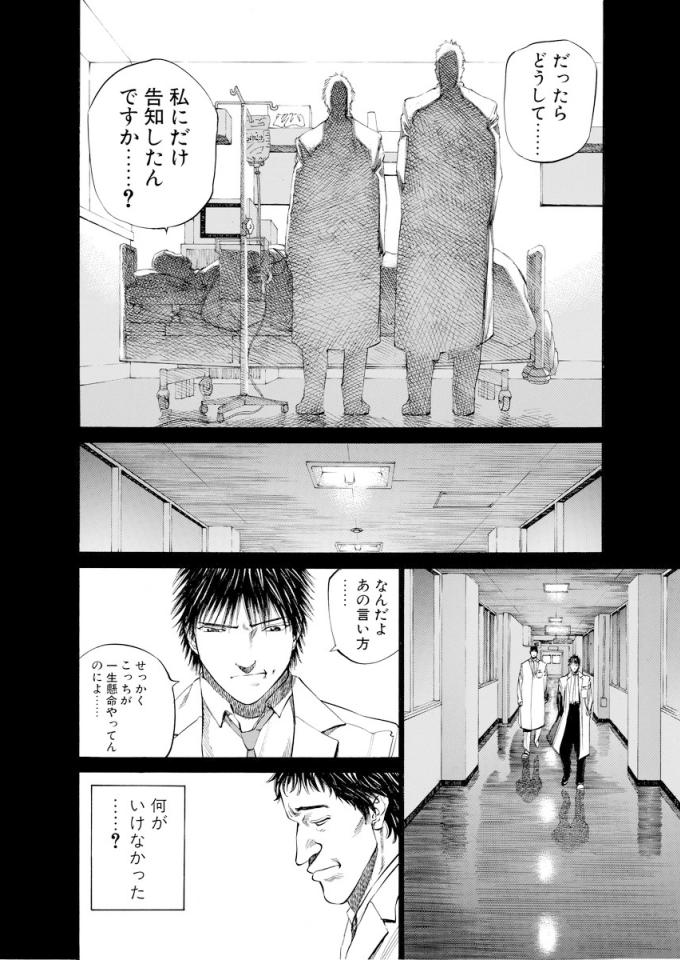 だったら
どうして……
私にだけ
告知したん
ですか……?
なんだよ
あの言い方
……
せっかく
こっちが
一生懸命やってん
のによ……
何が
いけなかった
……?